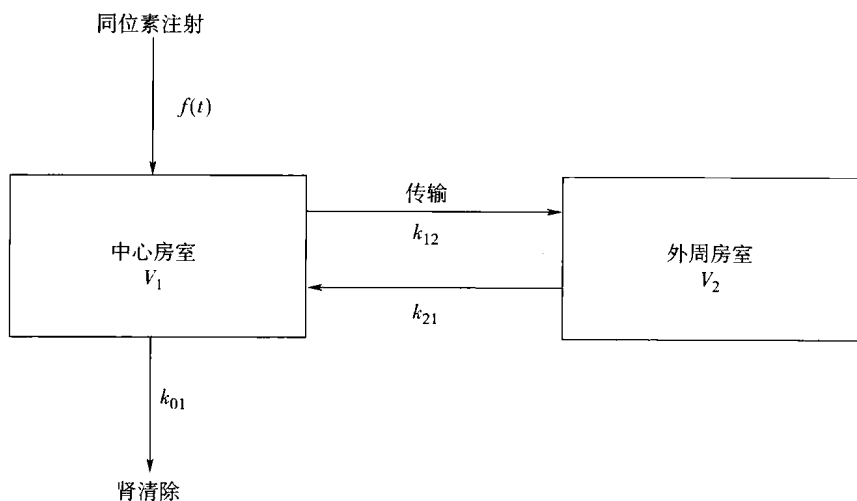 同位素注射
f(t)
传输
k₁₂
中心房室
V₁
外周房室
V₂
k₂₁
k₀₁
肾清除